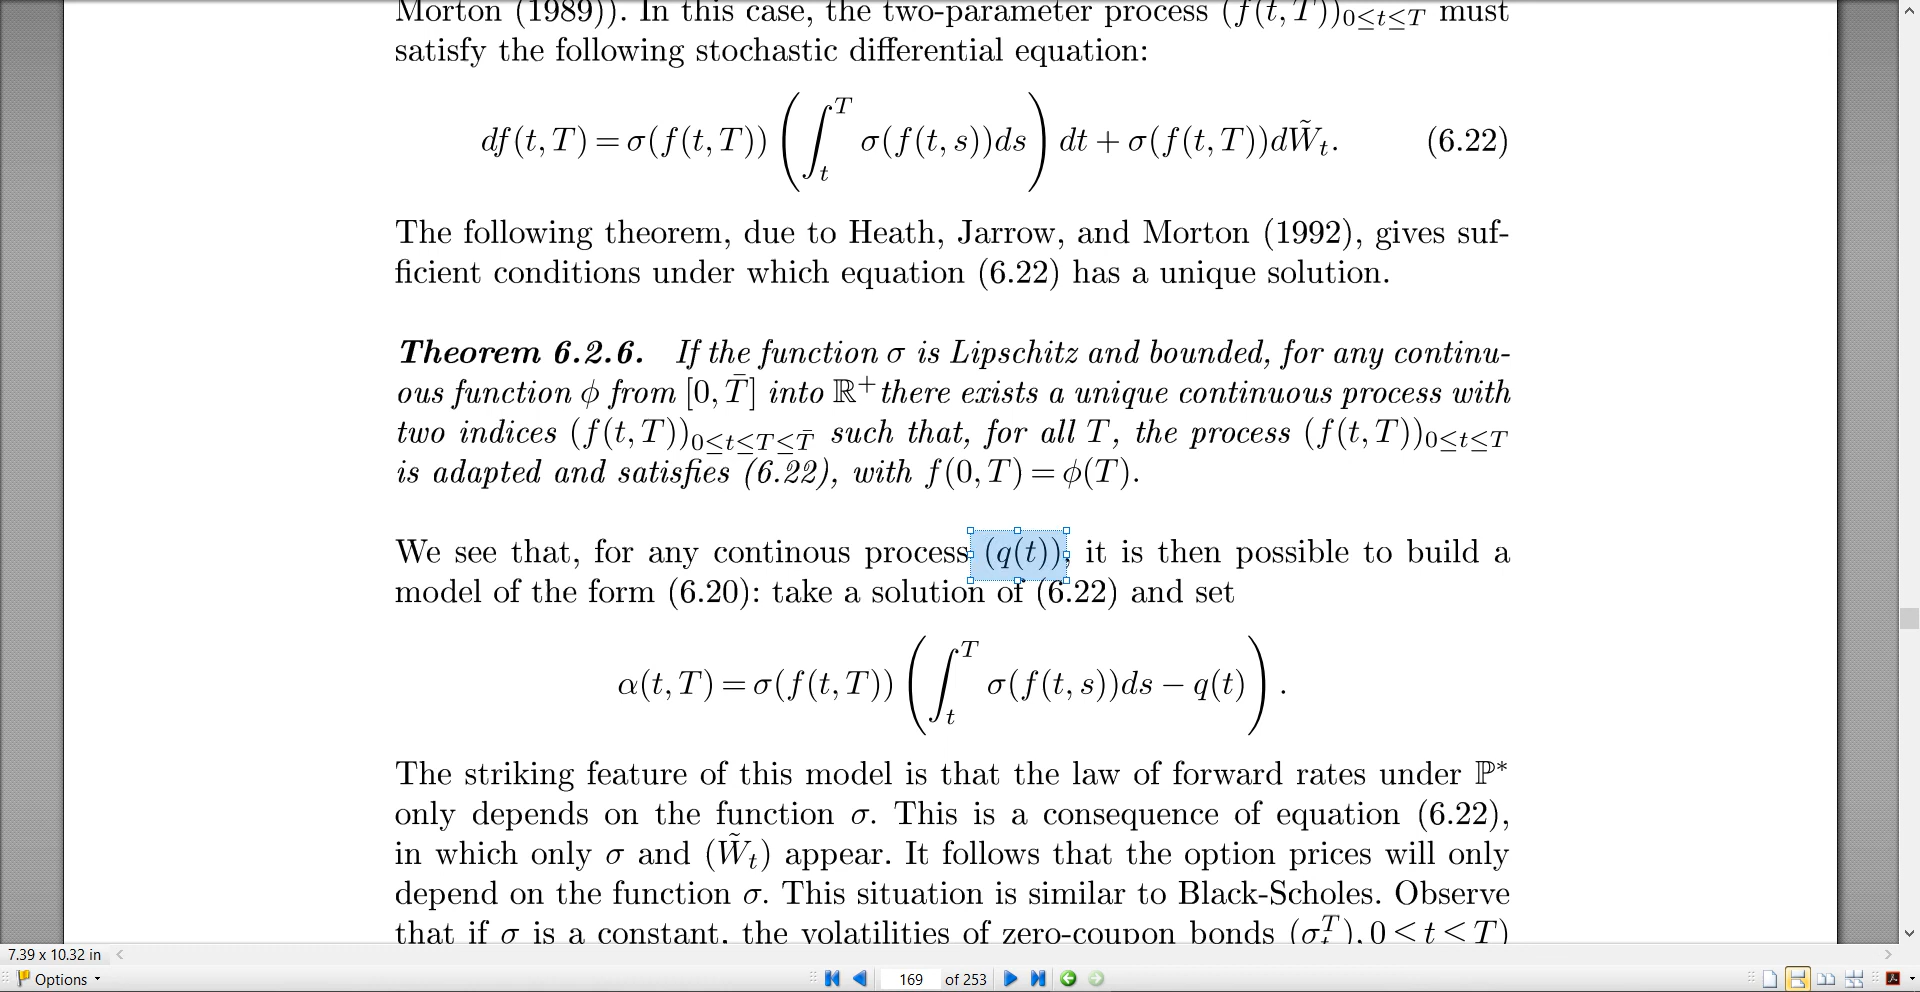 Morton (1989)). In this case, the two-parameter process (f(t, T))0≤t≤T must
satisfy the following stochastic differential equation:
df(t, T) = σ(f(t, T)) (∫_t^T σ(f(t, s))ds) dt + σ(f(t, T))dW̃_t. (6.22)
The following theorem, due to Heath, Jarrow, and Morton (1992), gives suf-
ficient conditions under which equation (6.22) has a unique solution.
Theorem 6.2.6. If the function σ is Lipschitz and bounded, for any continu-
ous function ϕ from [0, T̄] into ℝ⁺ there exists a unique continuous process with
two indices (f(t, T))0≤t≤T≤T̄ such that, for all T, the process (f(t, T))0≤t≤T
is adapted and satisfies (6.22), with f(0, T) = ϕ(T).
We see that, for any continous process (q(t)), it is then possible to build a
model of the form (6.20): take a solution of (6.22) and set
α(t, T) = σ(f(t, T)) (∫_t^T σ(f(t, s))ds − q(t)).
The striking feature of this model is that the law of forward rates under ℙ*
only depends on the function σ. This is a consequence of equation (6.22),
in which only σ and (W̃_t) appear. It follows that the option prices will only
depend on the function σ. This situation is similar to Black-Scholes. Observe
that if σ is a constant, the volatilities of zero-coupon bonds (σ_t^T), 0 ≤ t ≤ T)
7.39 x 10.32 in
Options
169 of 253